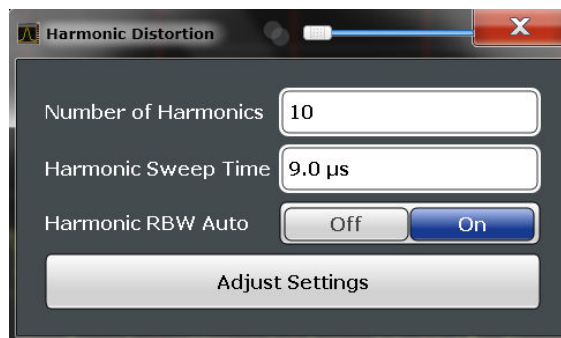 Harmonic Distortion
X
Number of Harmonics 10
Harmonic Sweep Time 9.0 µs
Harmonic RBW Auto Off On
Adjust Settings